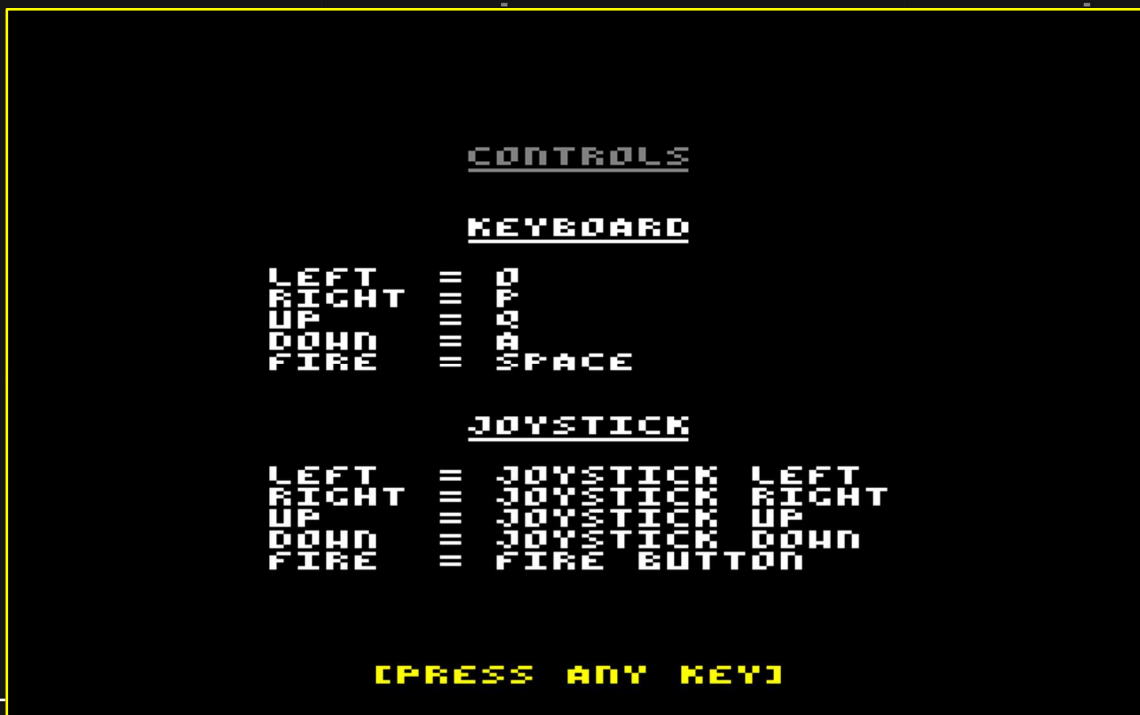 CONTROLS
KEYBOARD
LEFT = O
RIGHT = P
UP = Q
DOWN = A
FIRE = SPACE
JOYSTICK
LEFT = JOYSTICK LEFT
RIGHT = JOYSTICK RIGHT
UP = JOYSTICK UP
DOWN = JOYSTICK DOWN
FIRE = FIRE BUTTON
[PRESS ANY KEY]